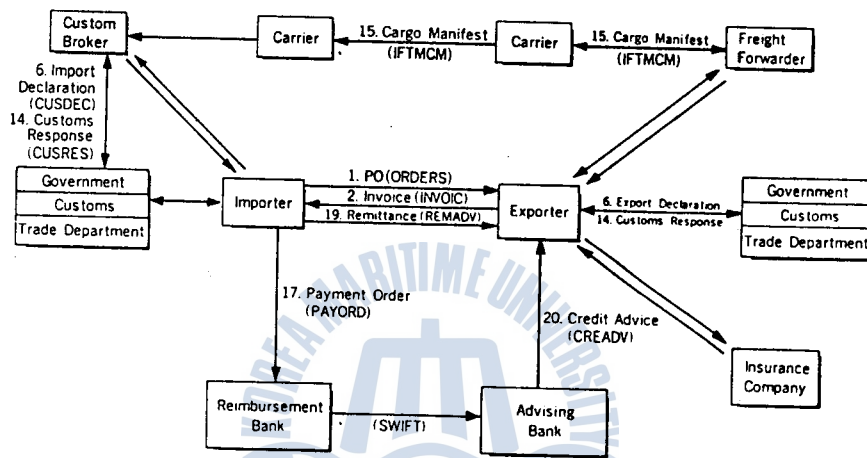 Custom
Broker
Carrier
15. Cargo Manifest
(IFTMCM)
Carrier
15. Cargo Manifest
(IFTMCM)
Freight
Forwarder
6. Import
Declaration
(CUSDEC)
14. Customs
Response
(CUSRES)
Government
Customs
Trade Department
Importer
1. PO (ORDERS)
2. Invoice (INVOIC)
19. Remittance (REMADV)
Exporter
6. Export Declaration
14. Customs Response
Government
Customs
Trade Department
17. Payment Order
(PAYORD)
20. Credit Advice
(CREADV)
Insurance
Company
Reimbursement
Bank
(SWIFT)
Advising
Bank
KOREA MARITIME UNIVERSITY